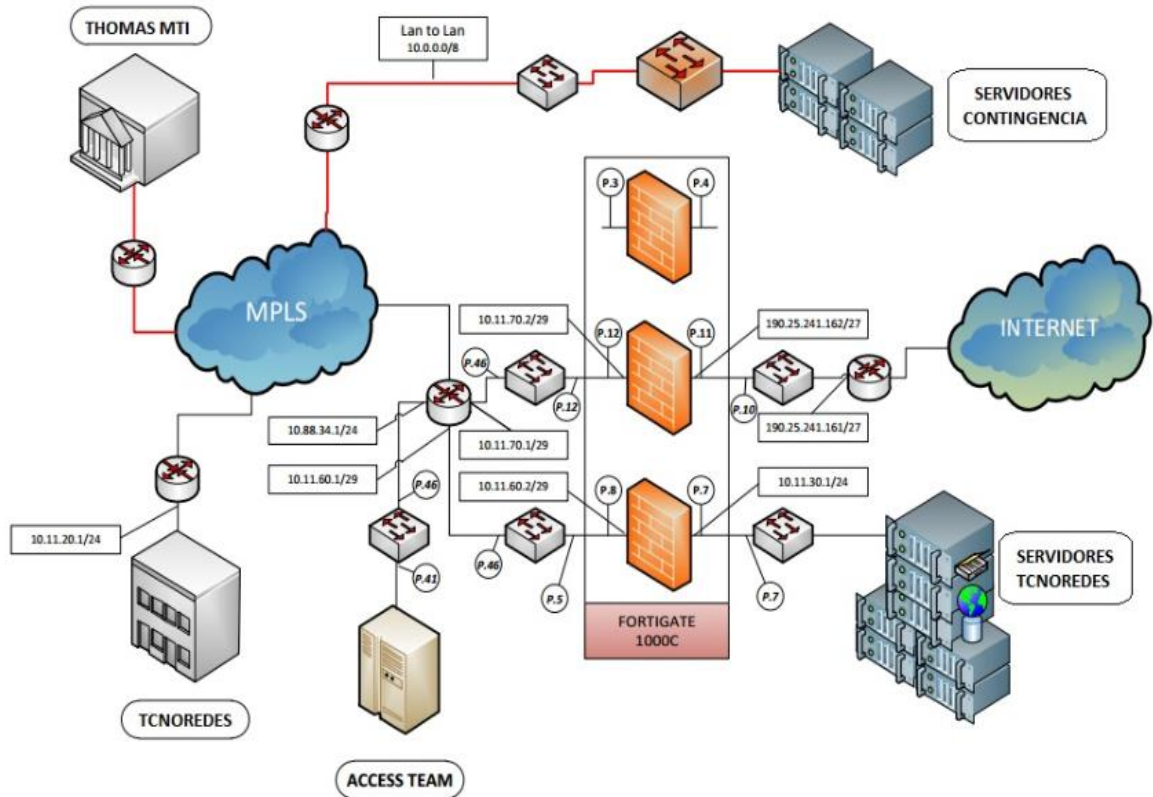 THOMAS MTI
Lan to Lan
10.0.0.0/8
SERVIDORES
CONTINGENCIA
P.3
P.4
MPLS
10.11.70.2/29
P.12
P.11
190.25.241.162/27
INTERNET
P.46
P.12
P.10
10.88.34.1/24
10.11.70.1/29
190.25.241.161/27
10.11.60.1/29
P.46
10.11.60.2/29
P.8
P.7
10.11.30.1/24
10.11.20.1/24
P.46
P.41
P.5
P.7
SERVIDORES
TCNOREDES
FORTIGATE
1000C
TCNOREDES
ACCESS TEAM